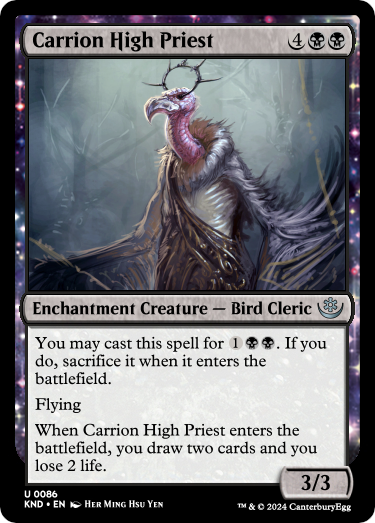 Carrion High Priest 4
Enchantment Creature — Bird Cleric
You may cast this spell for 1. If you
do, sacrifice it when it enters the
battlefield.
Flying
When Carrion High Priest enters the
battlefield, you draw two cards and you
lose 2 life.
3/3
U 0086
KND • EN Her Ming Hsu Yen
™ & © 2024 CanterburyEgg